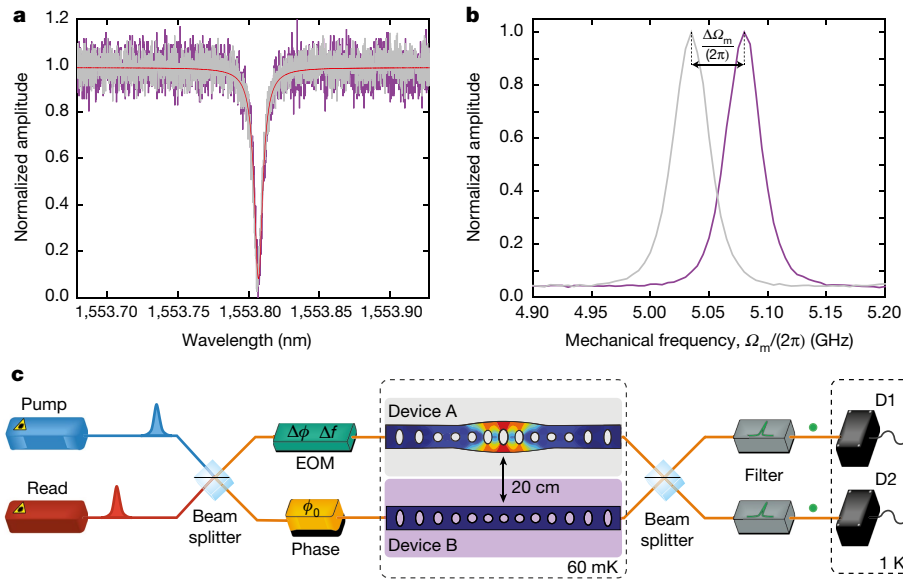 a
1.2
1.0
0.8
0.6
0.4
0.2
0.0
Normalized amplitude
1,553.70
1,553.75
1,553.80
1,553.85
1,553.90
Wavelength (nm)
b
1.0
0.8
0.6
0.4
0.2
0.0
Normalized amplitude
ΔΩm
(2π)
4.90
4.95
5.00
5.05
5.10
5.15
5.20
Mechanical frequency, Ωm/(2π) (GHz)
c
Pump
Read
Beam
splitter
Δϕ Δf
EOM
ϕ0
Phase
Device A
20 cm
Device B
60 mK
Beam
splitter
Filter
D1
D2
1 K